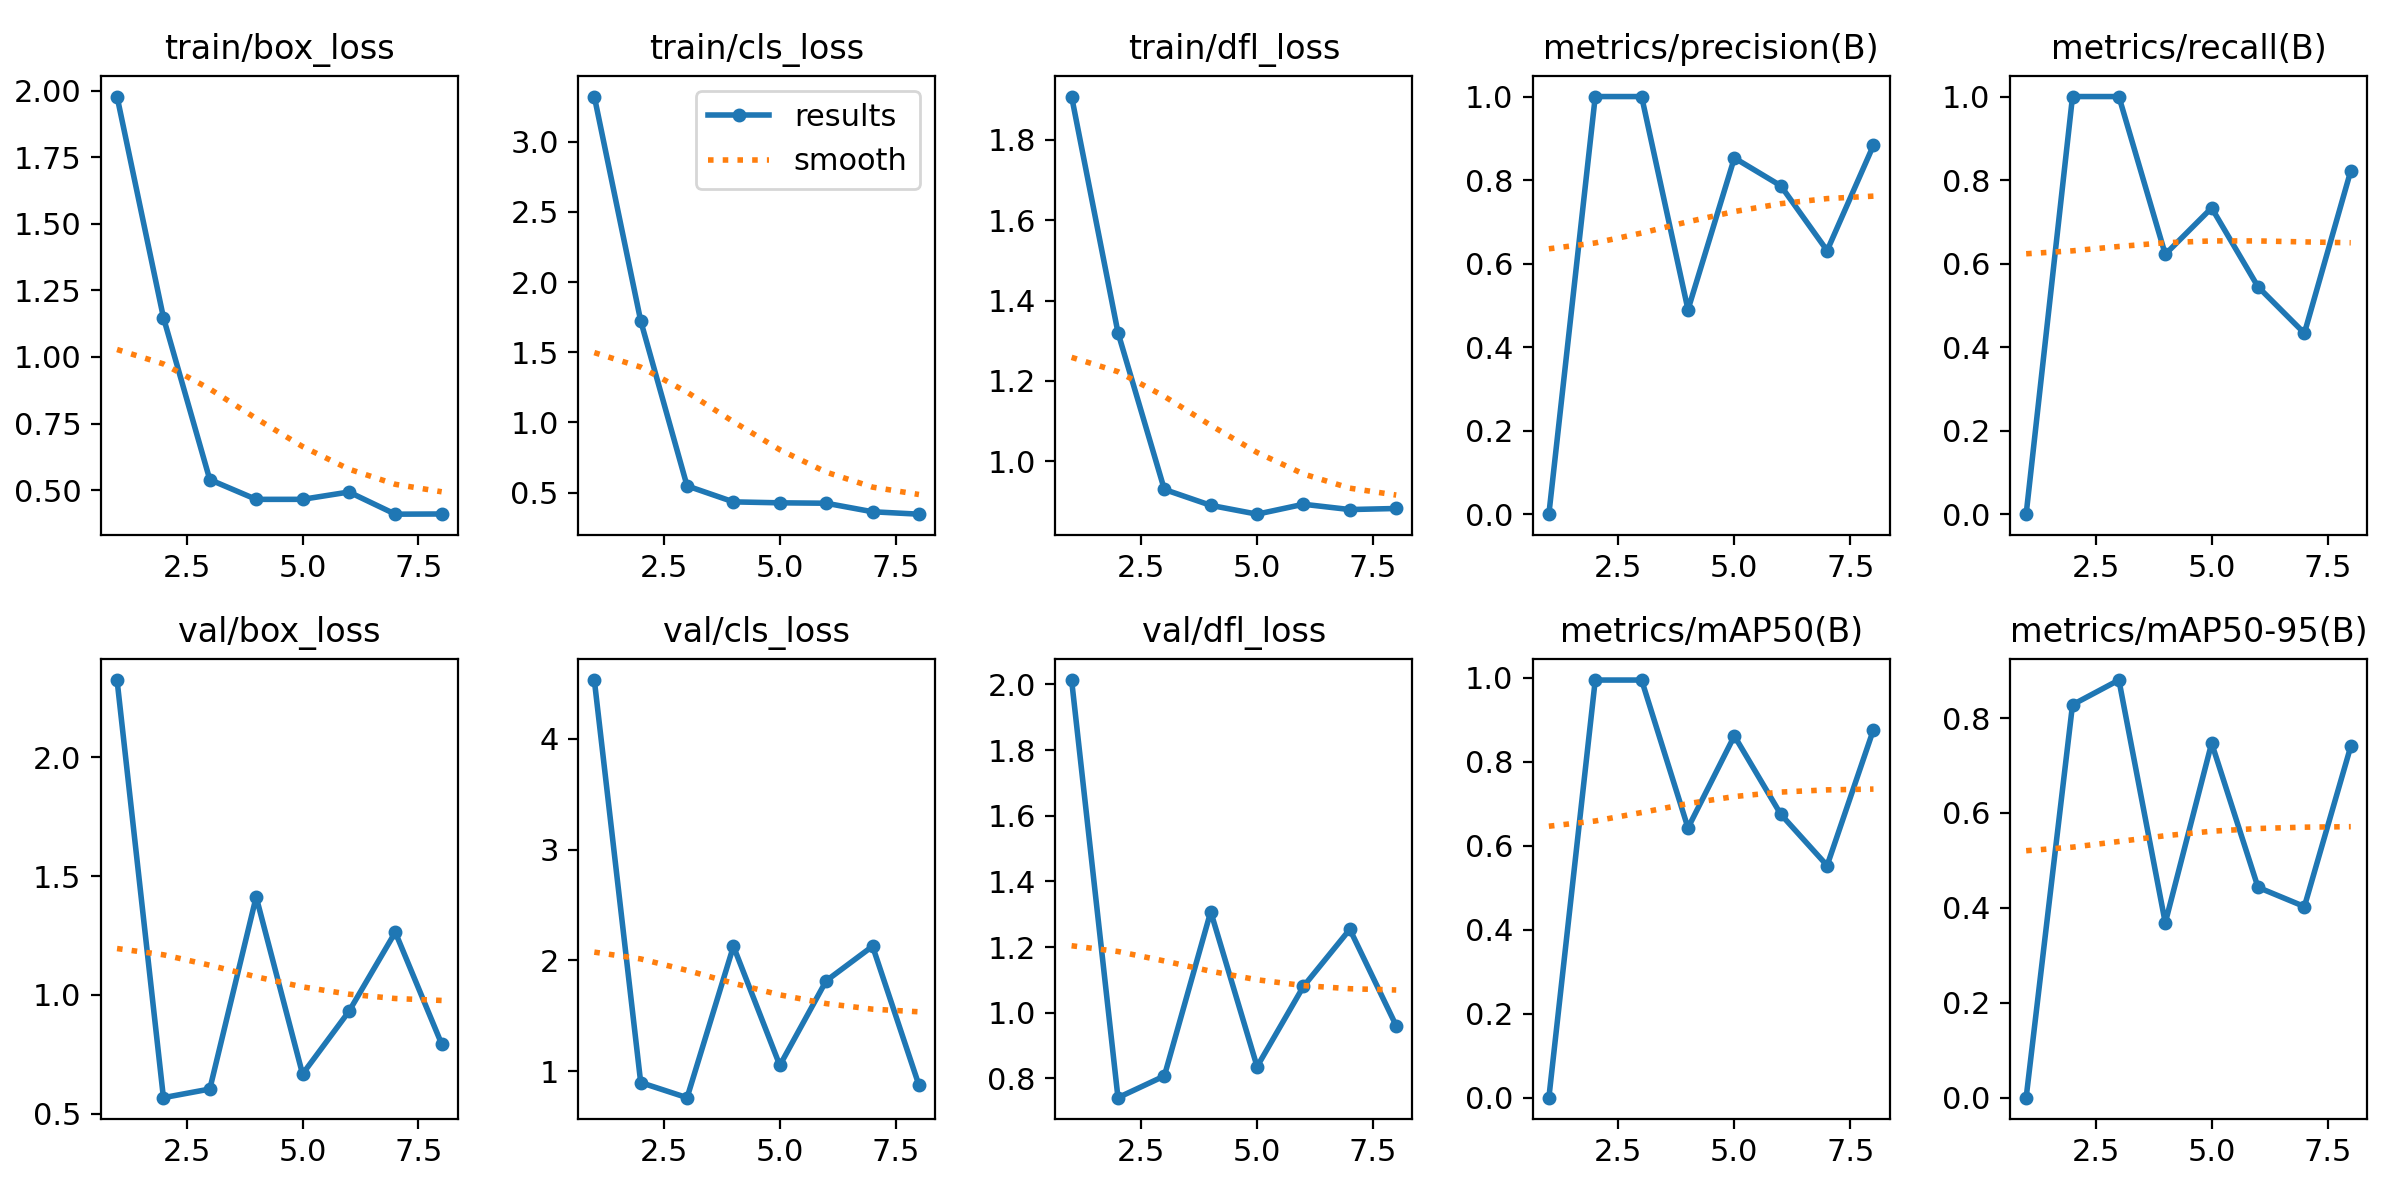 train/box_loss
train/cls_loss
train/dfl_loss
metrics/precision(B)
metrics/recall(B)
2.00
1.75
1.50
1.25
1.00
0.75
0.50
2.5 5.0 7.5
results
smooth
3.0
2.5
2.0
1.5
1.0
0.5
2.5 5.0 7.5
1.8
1.6
1.4
1.2
1.0
2.5 5.0 7.5
1.0
0.8
0.6
0.4
0.2
0.0
2.5 5.0 7.5
1.0
0.8
0.6
0.4
0.2
0.0
2.5 5.0 7.5
val/box_loss
val/cls_loss
val/dfl_loss
metrics/mAP50(B)
metrics/mAP50-95(B)
2.0
1.5
1.0
0.5
2.5 5.0 7.5
4
3
2
1
2.5 5.0 7.5
2.0
1.8
1.6
1.4
1.2
1.0
0.8
2.5 5.0 7.5
1.0
0.8
0.6
0.4
0.2
0.0
2.5 5.0 7.5
0.8
0.6
0.4
0.2
0.0
2.5 5.0 7.5